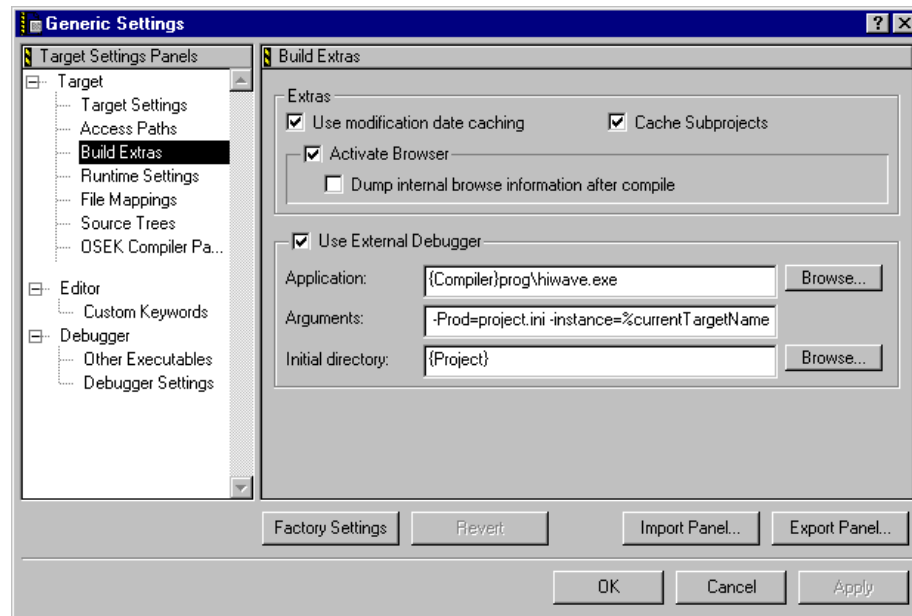 Generic Settings
Target Settings Panels
Target
Target Settings
Access Paths
Build Extras
Runtime Settings
File Mappings
Source Trees
OSEK Compiler Pa...
Editor
Custom Keywords
Debugger
Other Executables
Debugger Settings
Build Extras
Extras
Use modification date caching
Cache Subprojects
Activate Browser
Dump internal browse information after compile
Use External Debugger
Application:
{Compiler}prog\hiwave.exe
Browse...
Arguments:
-Prod=project.ini -instance=%currentTargetName
Initial directory:
{Project}
Browse...
Factory Settings
Revert
Import Panel...
Export Panel...
OK
Cancel
Apply